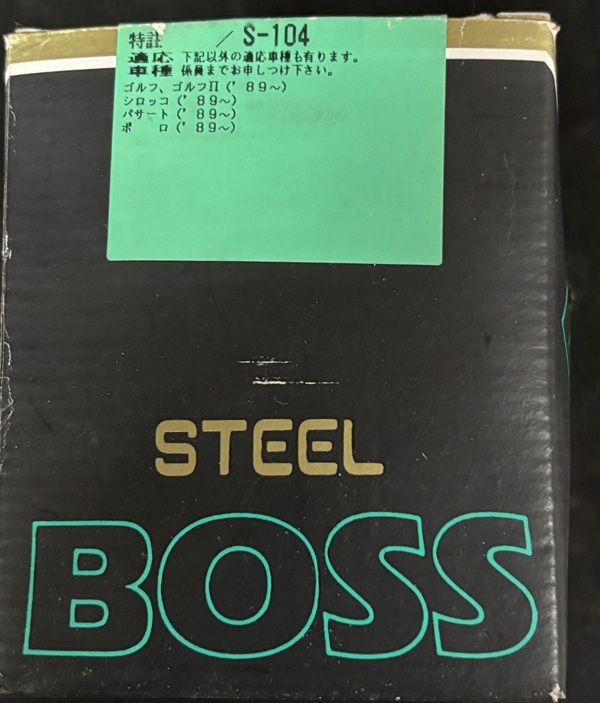 特註 / S-104
適応 下記以外の適応車種も有ります。
車種 係員までお申しつけ下さい。
ゴルフ、ゴルフII('89～)
シロッコ('89～)
パサート('89～)
ポ　ロ('89～)
STEEL
BOSS